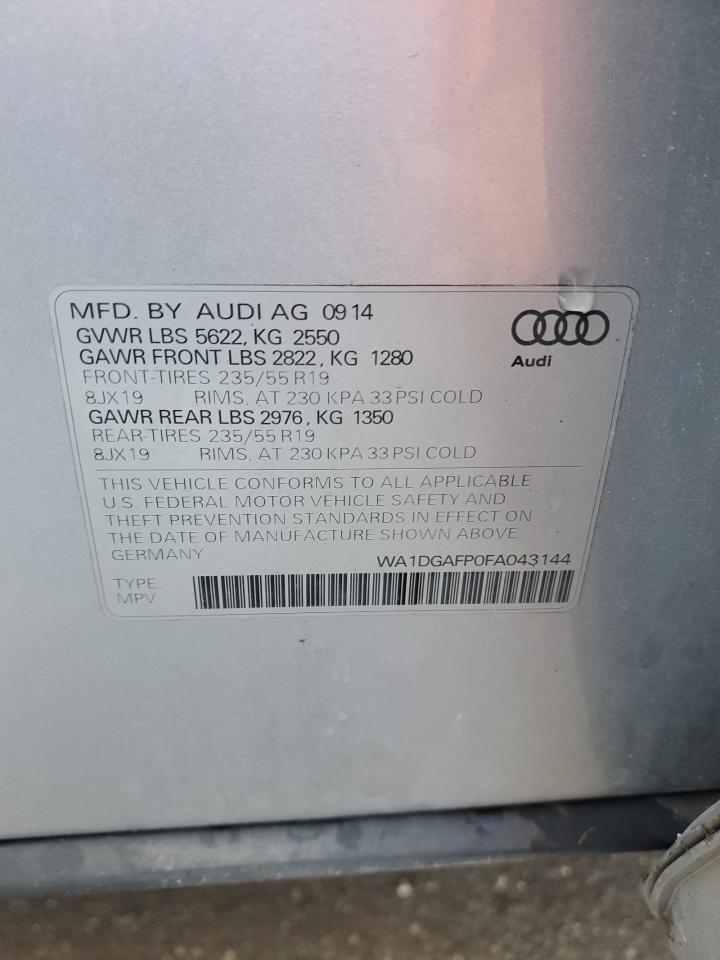 MFD. BY AUDI AG 09 14
GVWR LBS 5622, KG 2550
GAWR FRONT LBS 2822, KG 1280
FRONT-TIRES 235/55 R19
8JX19 RIMS, AT 230 KPA 33 PSI COLD
GAWR REAR LBS 2976, KG 1350
REAR-TIRES 235/55 R19
8JX19 RIMS, AT 230 KPA 33 PSI COLD
Audi
THIS VEHICLE CONFORMS TO ALL APPLICABLE
U.S. FEDERAL MOTOR VEHICLE SAFETY AND
THEFT PREVENTION STANDARDS IN EFFECT ON
THE DATE OF MANUFACTURE SHOWN ABOVE
GERMANY WA1DGAFP0FA043144
TYPE:
MPV